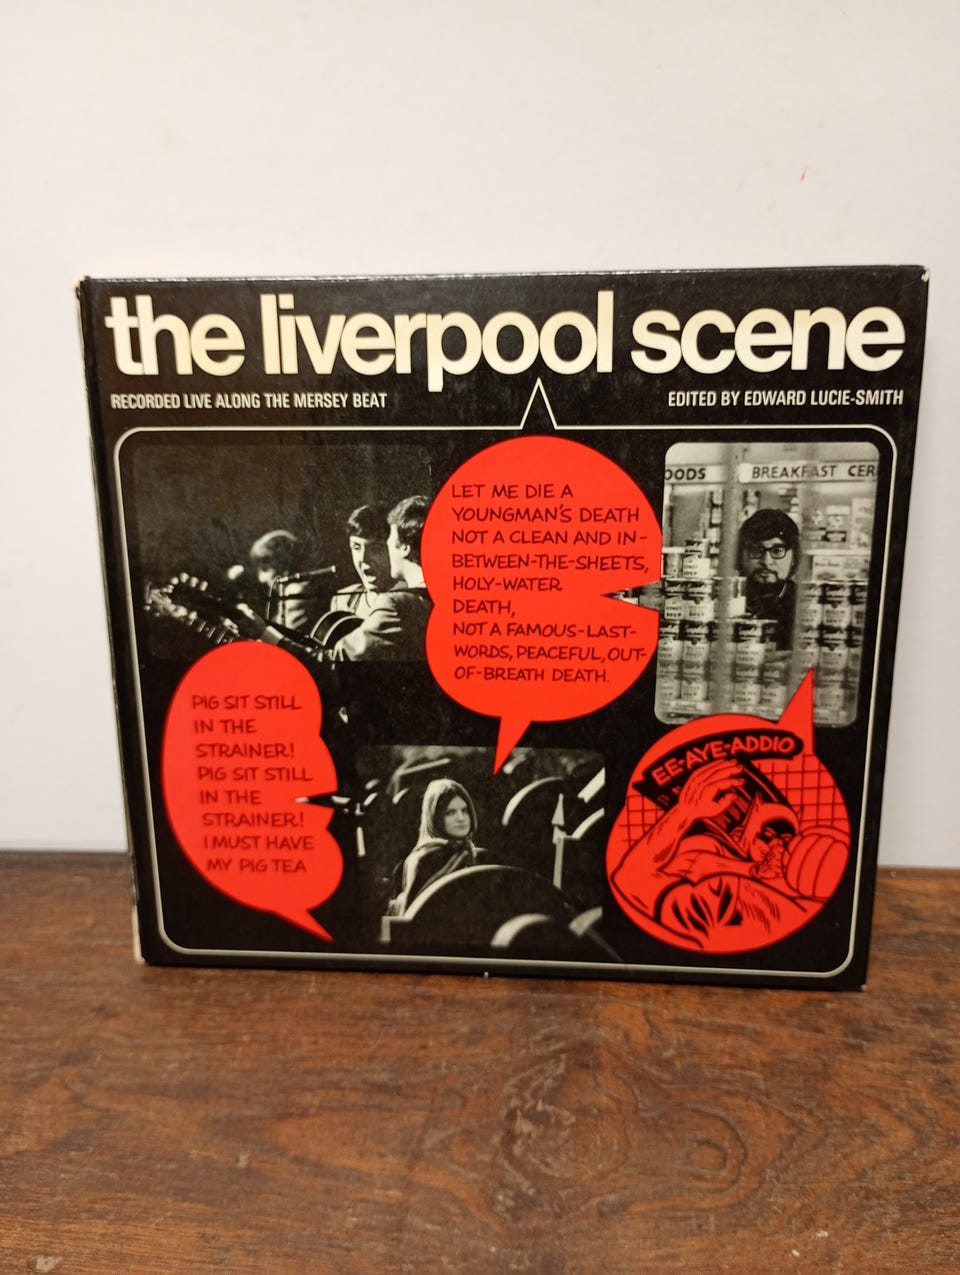 the liverpool scene
RECORDED LIVE ALONG THE MERSEY BEAT
EDITED BY EDWARD LUCIE-SMITH
LET ME DIE A
YOUNGMAN'S DEATH
NOT A CLEAN AND IN-
BETWEEN-THE-SHEETS,
HOLY-WATER
DEATH,
NOT A FAMOUS-LAST-
WORDS, PEACEFUL, OUT-
OF-BREATH DEATH.
OODS
BREAKFAST CER
PIG SIT STILL
IN THE
STRAINER!
PIG SIT STILL
IN THE
STRAINER!
I MUST HAVE
MY PIG TEA
EE-AYE-ADDIO